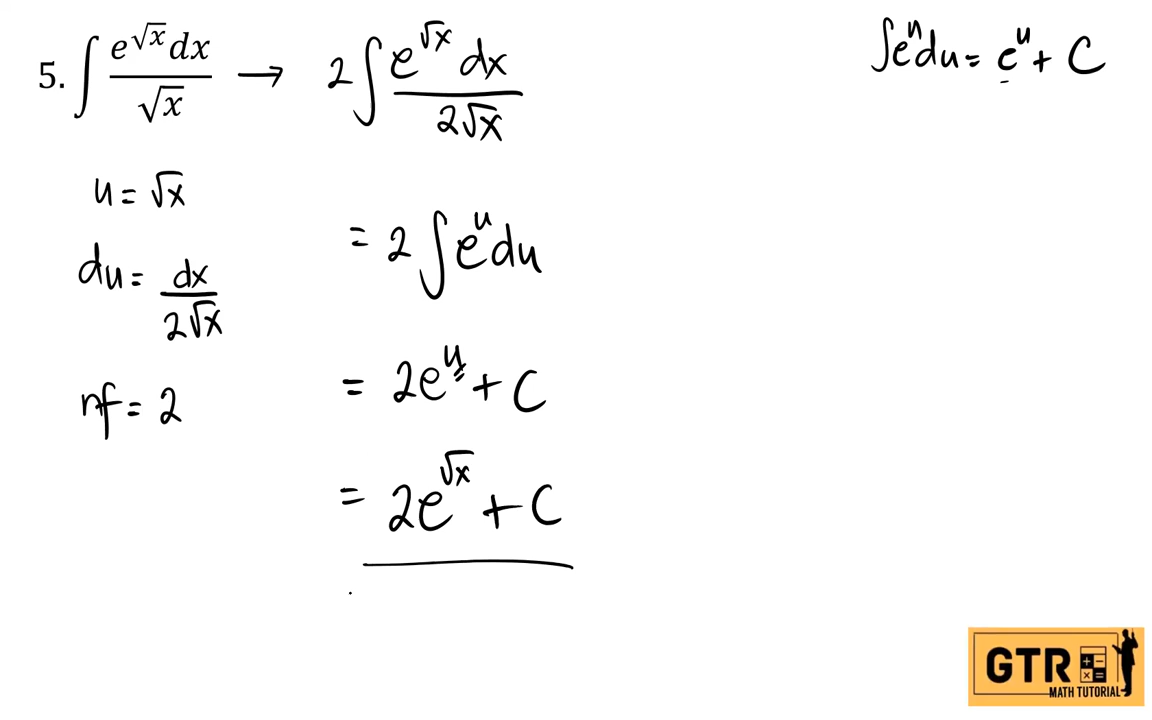 5. ∫ e^√x dx / √x → 2 ∫ e^√x dx / 2√x
∫e^u du = e^u + C
u = √x
du = dx / 2√x
nf = 2
= 2 ∫ e^u du
= 2e^u + C
= 2e^√x + C
GTR
MATH TUTORIAL